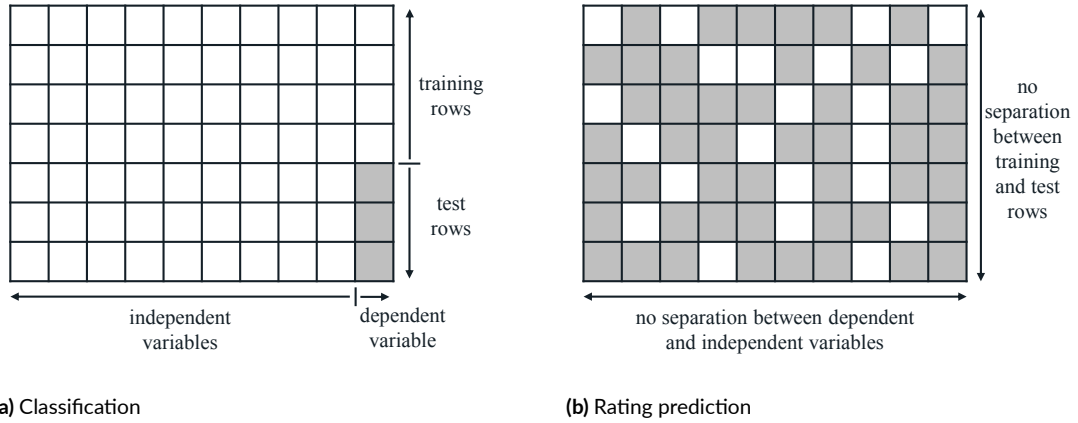 training
rows
test
rows
independent
variables
dependent
variable
a) Classification
no
separation
between
training
and test
rows
no separation between dependent
and independent variables
(b) Rating prediction